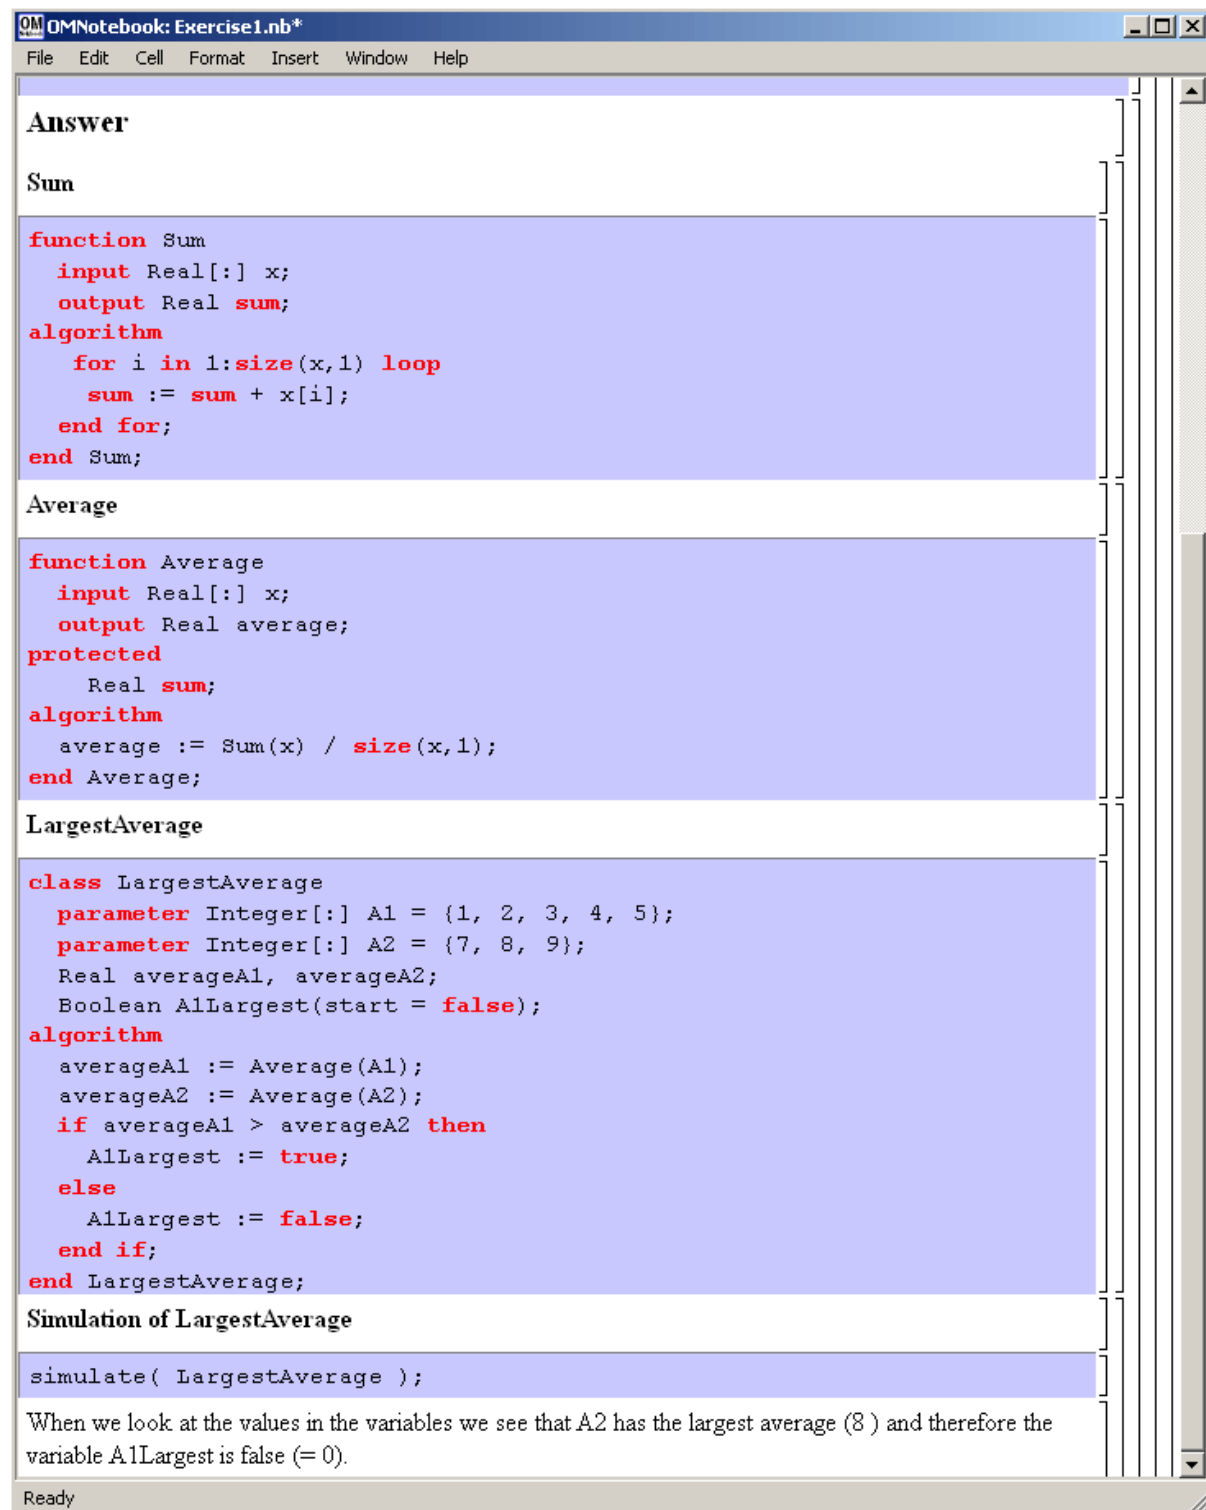 OMNotebook: Exercise1.nb*
File Edit Cell Format Insert Window Help
Answer
Sum
function Sum
  input Real[:] x;
  output Real sum;
algorithm
   for i in 1:size(x,1) loop
    sum := sum + x[i];
  end for;
end Sum;
Average
function Average
  input Real[:] x;
  output Real average;
protected
    Real sum;
algorithm
  average := Sum(x) / size(x,1);
end Average;
LargestAverage
class LargestAverage
  parameter Integer[:] A1 = {1, 2, 3, 4, 5};
  parameter Integer[:] A2 = {7, 8, 9};
  Real averageA1, averageA2;
  Boolean A1Largest(start = false);
algorithm
  averageA1 := Average(A1);
  averageA2 := Average(A2);
  if averageA1 > averageA2 then
    A1Largest := true;
  else
    A1Largest := false;
  end if;
end LargestAverage;
Simulation of LargestAverage
simulate( LargestAverage );
When we look at the values in the variables we see that A2 has the largest average (8 ) and therefore the
variable A1Largest is false (= 0).
Ready